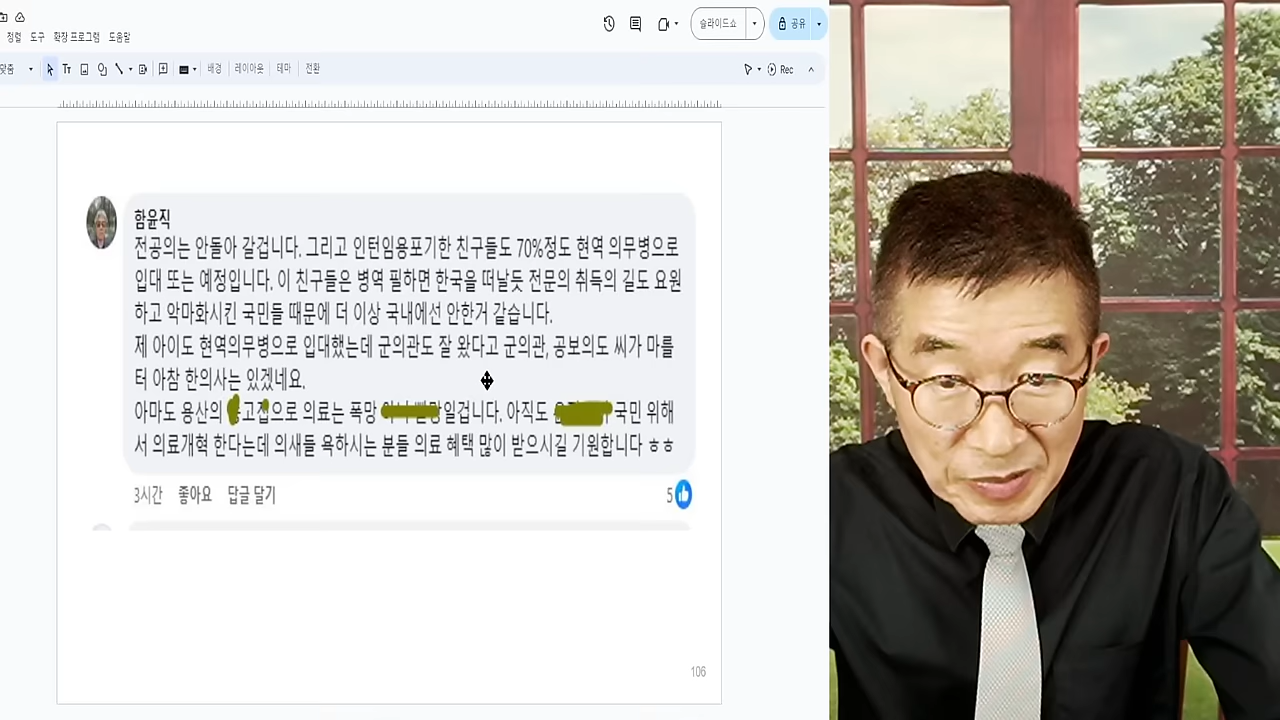 정렬 도구 확장 프로그램 도움말
슬라이드쇼
공유
맞춤
Tт
배경 레이아웃 테마 전환
Rec
함윤직
전공의는 안돌아 갈겁니다. 그리고 인턴임용포기한 친구들도 70%정도 현역 의무병으로
입대 또는 예정입니다. 이 친구들은 병역 필하면 한국을 떠날듯 전문의 취득의 길도 요원
하고 악마화시킨 국민들 때문에 더 이상 국내에선 안한거 같습니다.
제 아이도 현역의무병으로 입대했는데 군의관도 잘 왔다고 군의관, 공보의도 씨가 마를
터 아참 한의사는 있겠네요.
아마도 용산의 고집으로 의료는 폭망 일겁니다. 아직도 국민 위해
서 의료개혁 한다는데 의새들 욕하시는 분들 의료 혜택 많이 받으시길 기원합니다 ㅎㅎ
3시간 좋아요 답글 달기
5
106